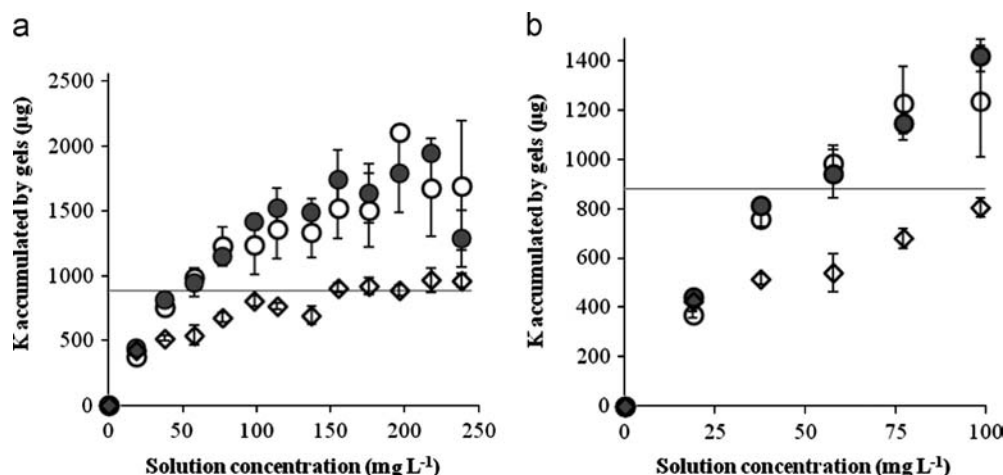 a
K accumulated by gels (µg)
2500
2000
1500
1000
500
0
0 50 100 150 200 250
Solution concentration (mg L⁻¹)
b
K accumulated by gels (µg)
1400
1200
1000
800
600
400
200
0
0 25 50 75 100
Solution concentration (mg L⁻¹)